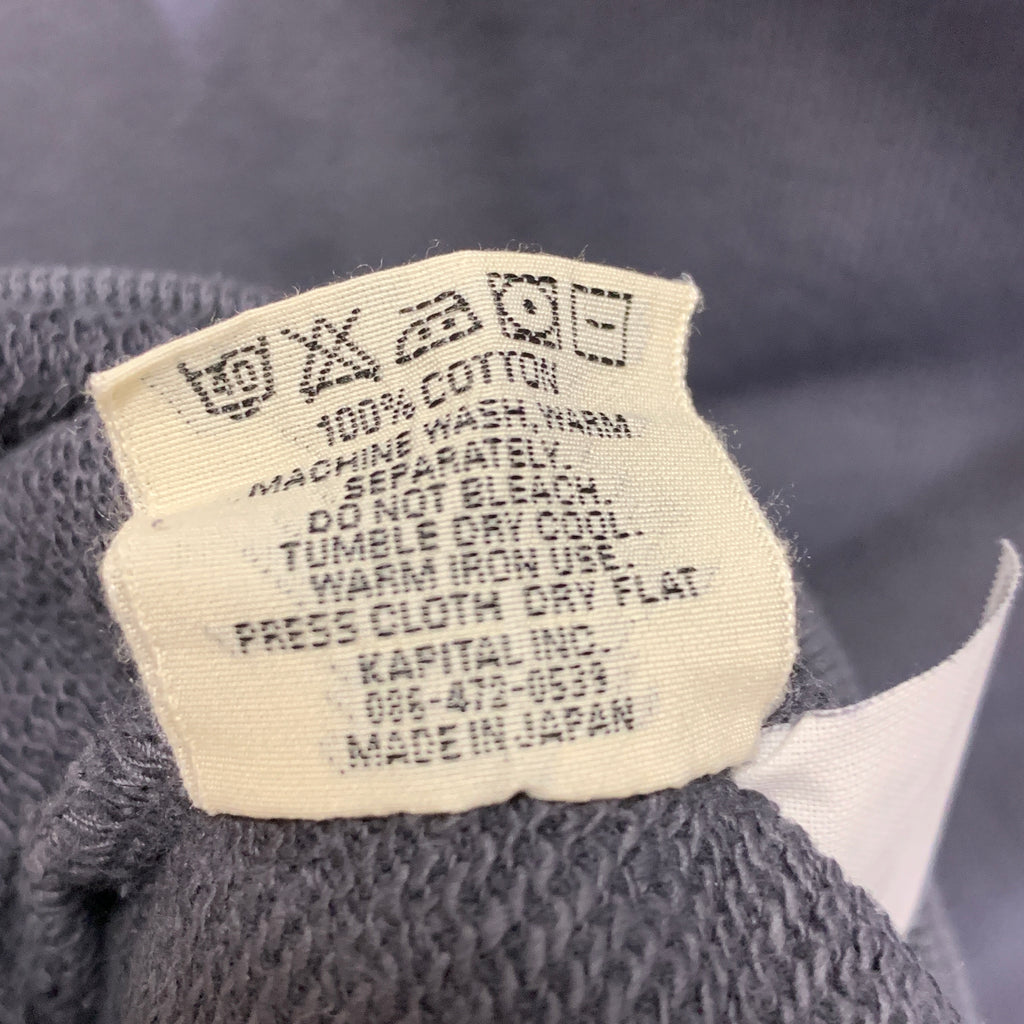 40
100% COTTON
MACHINE WASH, WARM
SEPARATELY.
DO NOT BLEACH.
TUMBLE DRY COOL.
WARM IRON USE.
PRESS CLOTH DRY FLAT
KAPITAL INC.
086-472-0539
MADE IN JAPAN